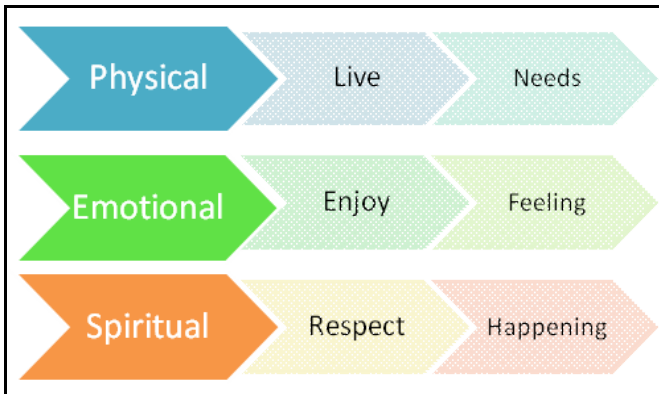 Physical Live Needs
Emotional Enjoy Feeling
Spiritual Respect Happening